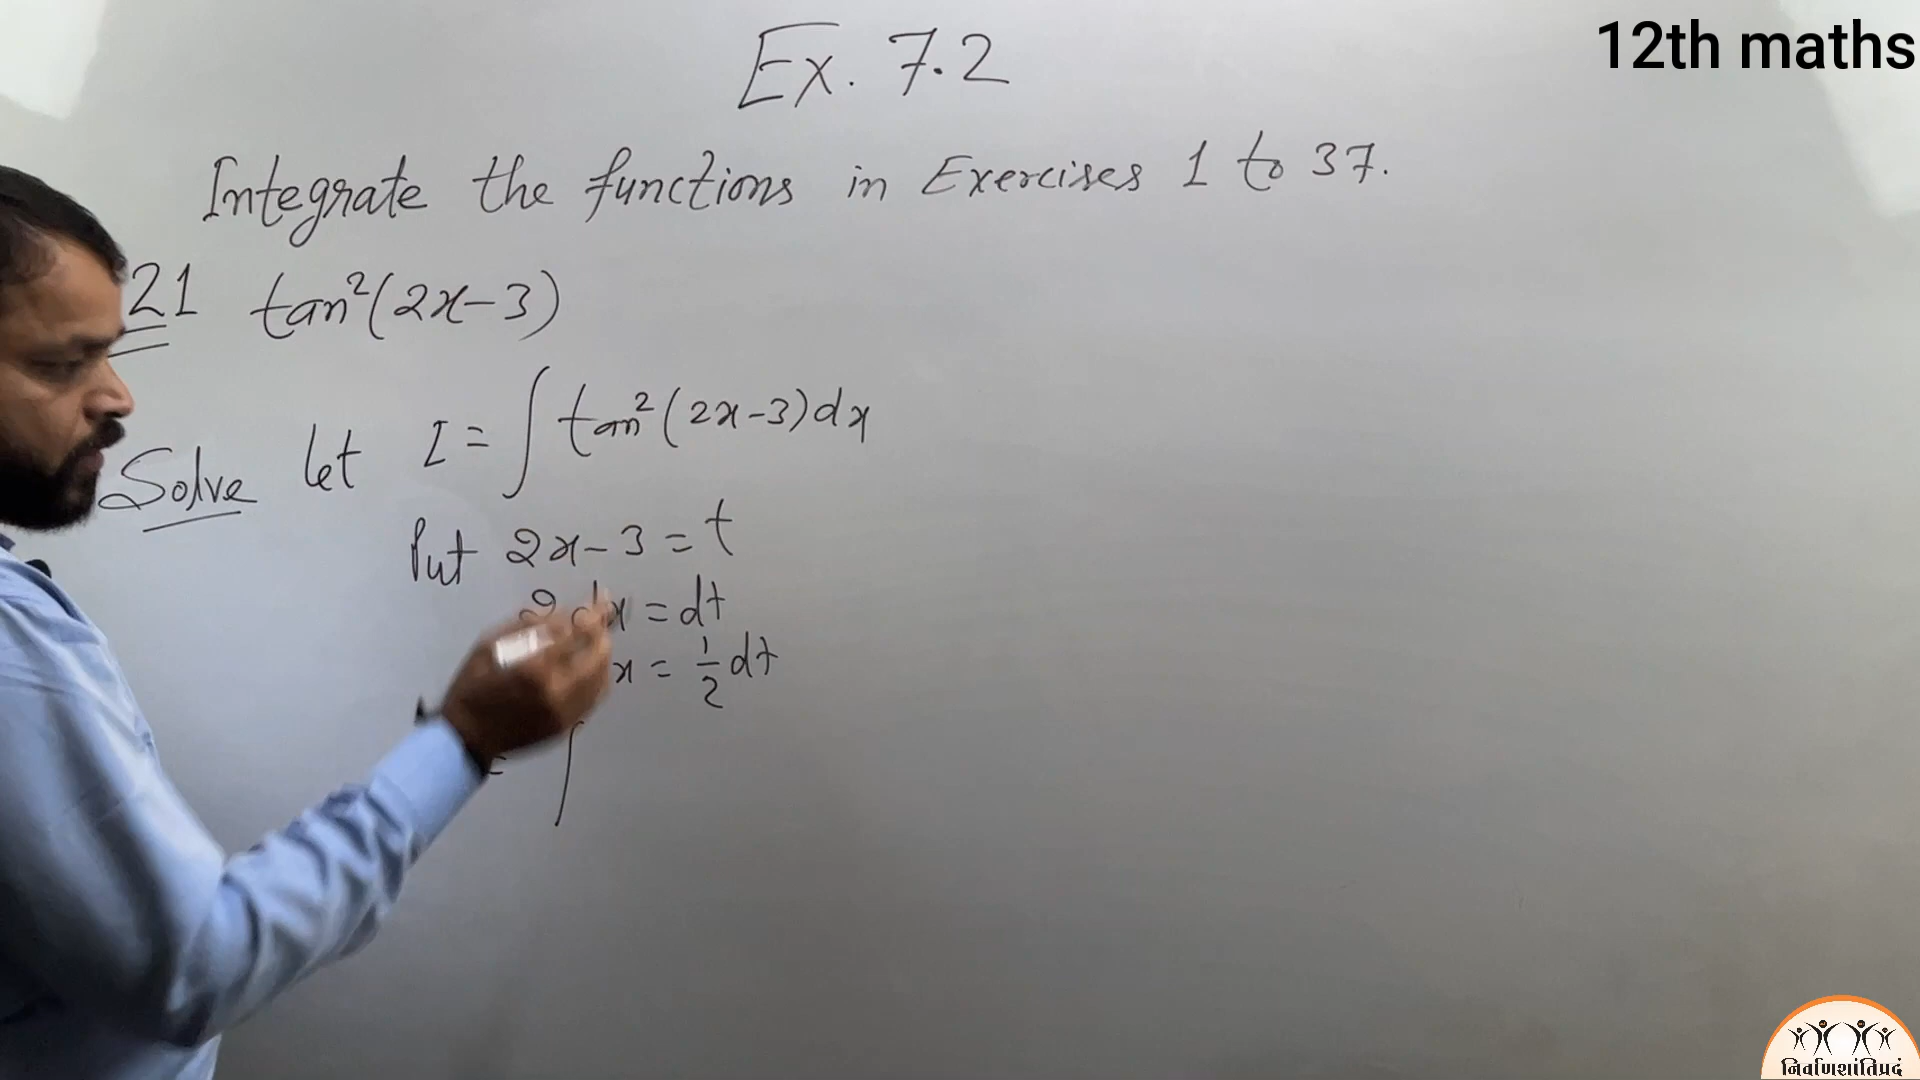 12th maths
Ex. 7.2
Integrate the functions in Exercises 1 to 37.
21 tan²(2x-3)
Solve let I = ∫ tan²(2x-3)dx
Put 2x-3 = t
2dx = dt
x = 1/2 dt
= ∫